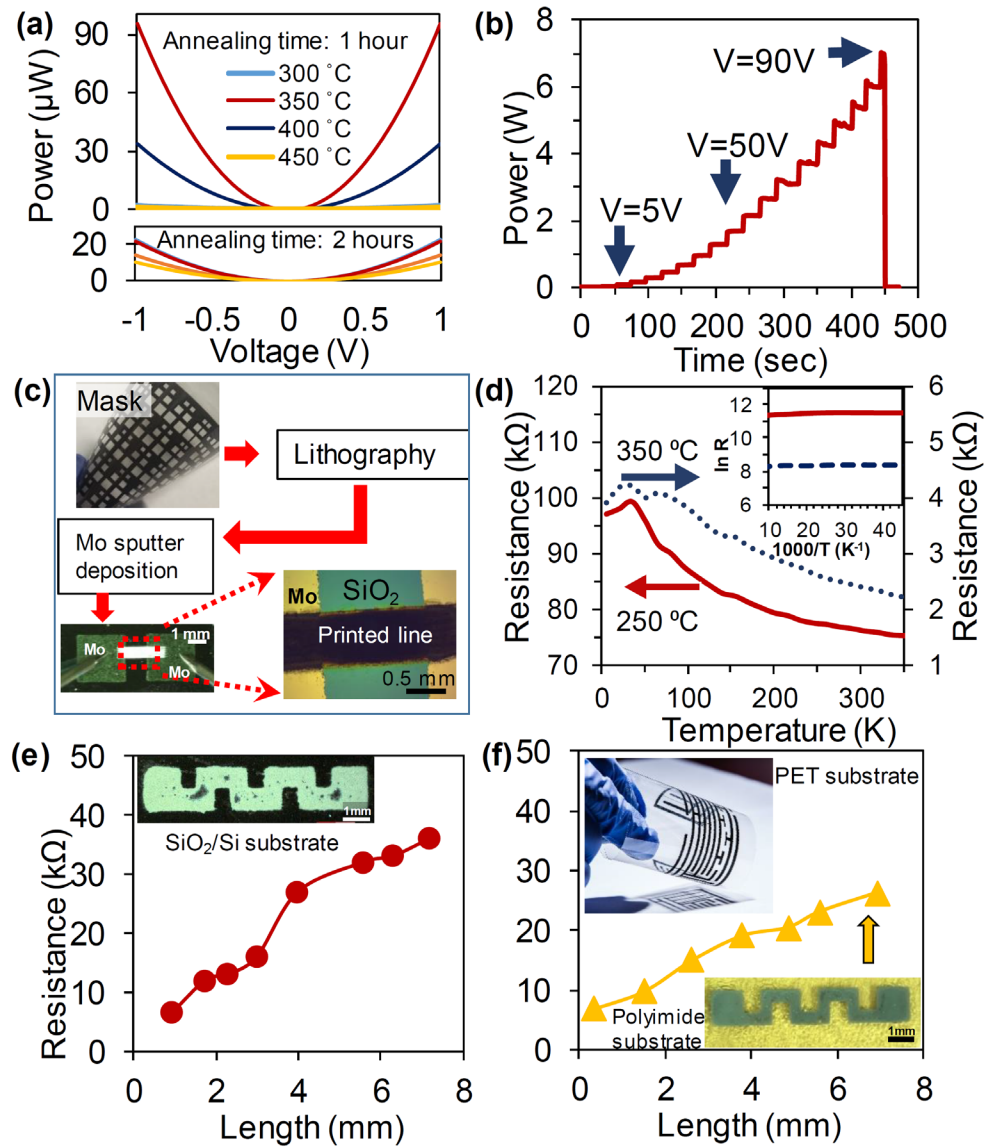 (a)
Power (µW)
90
60
30
0
Annealing time: 1 hour
300 ˚C
350 ˚C
400 ˚C
450 ˚C
20
0
Annealing time: 2 hours
-1 -0.5 0 0.5 1
Voltage (V)
(b)
Power (W)
8
6
4
2
0
V=90V
V=50V
V=5V
0 100 200 300 400 500
Time (sec)
(c)
Mask
Lithography
Mo sputter
deposition
Mo
Mo
1 mm
Mo
SiO2
Printed line
0.5 mm
(d)
Resistance (kΩ)
120
110
100
90
80
70
350 ºC
250 ºC
ln R
12
11
9
8
6
10 20 30 40
1000/T (K-1)
6
5
4
3
2
1
Resistance (kΩ)
0 100 200 300
Temperature (K)
(e)
Resistance (kΩ)
50
40
30
20
10
0
1mm
SiO2/Si substrate
0 2 4 6 8
Length (mm)
(f)
50
40
30
20
10
0
PET substrate
Polyimide
substrate
1mm
0 2 4 6 8
Length (mm)